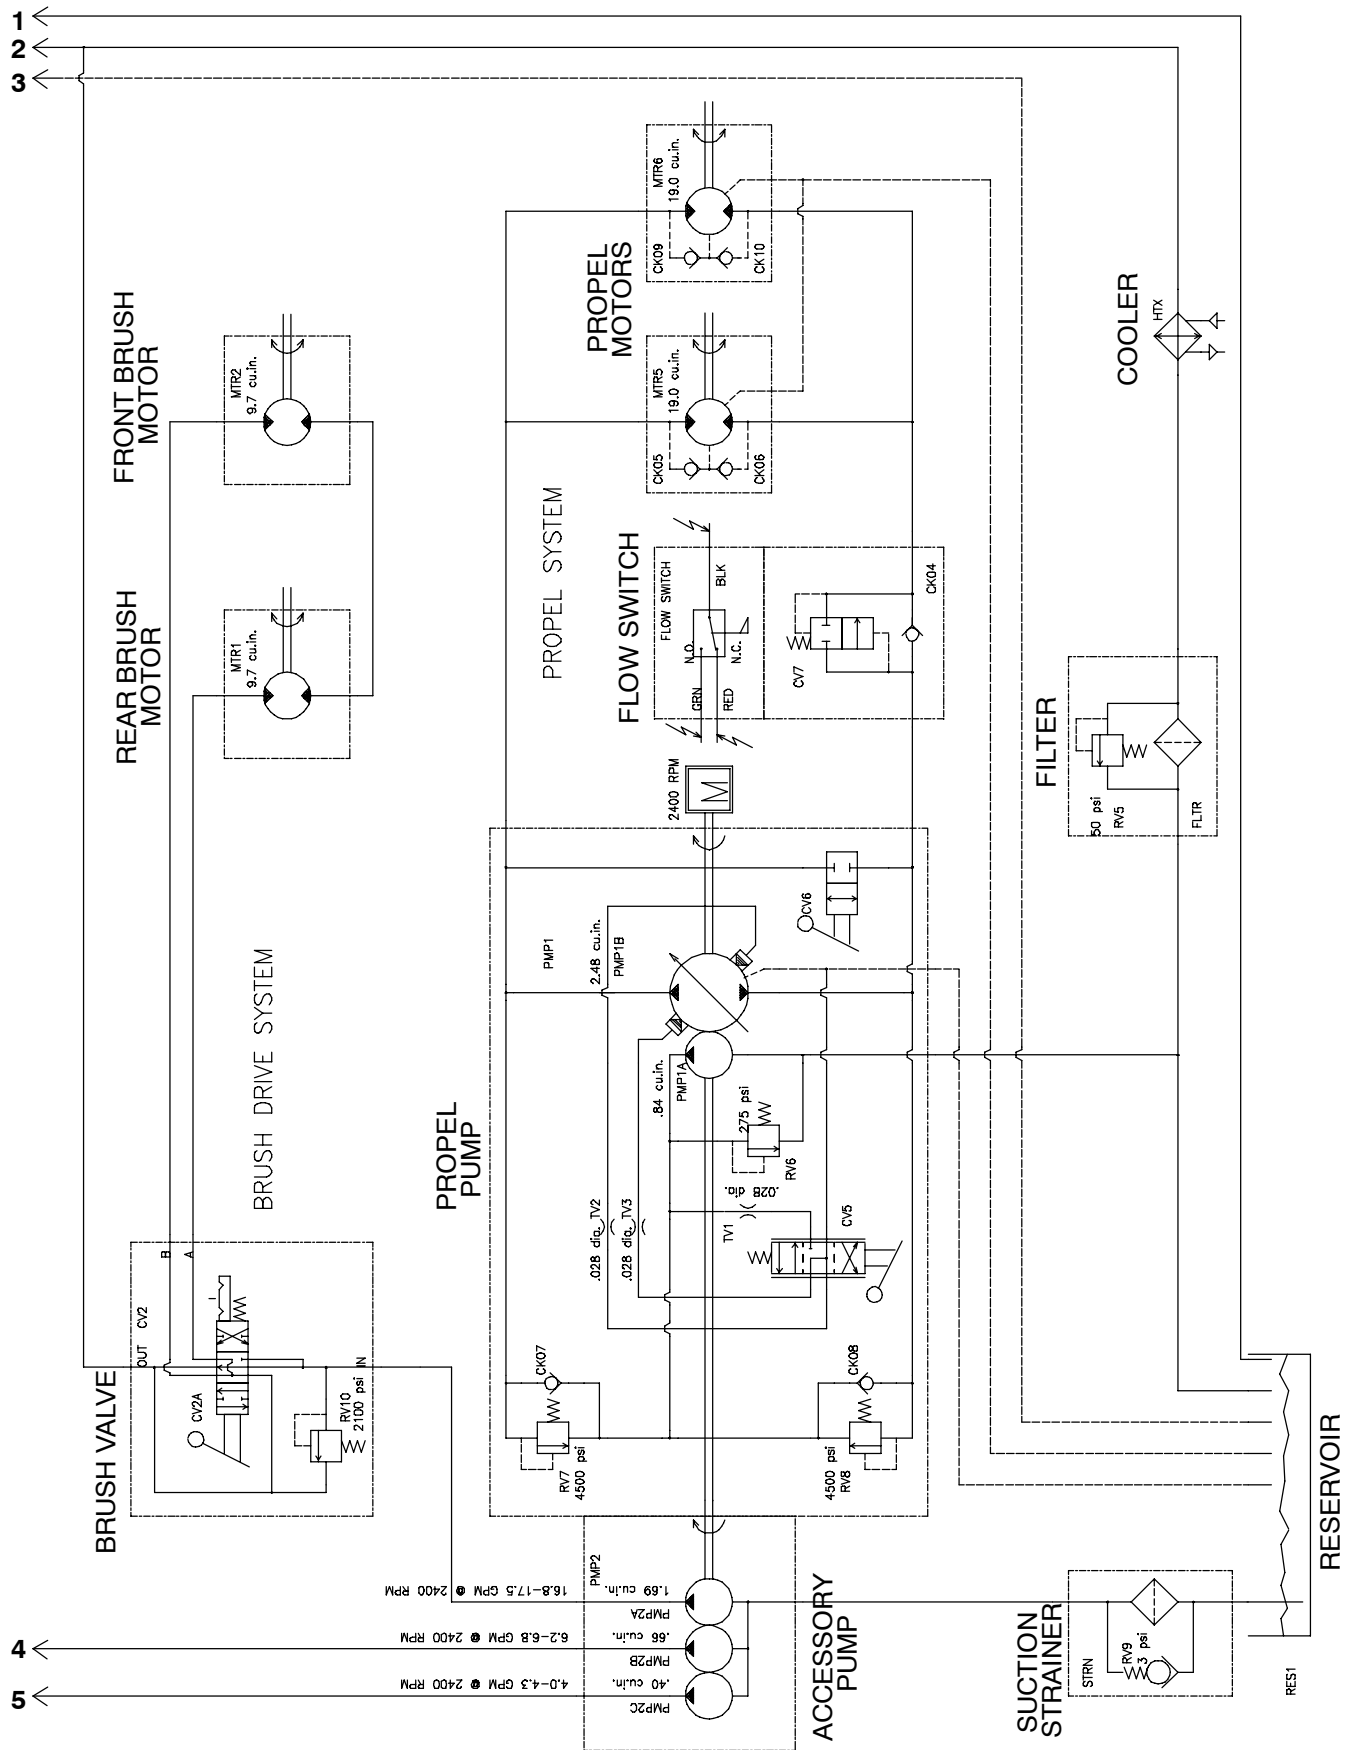 1
2
3
FRONT BRUSH
MOTOR
MTR2
9.7 cu.in.
REAR BRUSH
MOTOR
MTR1
9.7 cu.in.
BRUSH DRIVE SYSTEM
BRUSH VALVE
OUT
CV2
B
A
CV2A
RV10
2100 psi
IN
PROPEL
MOTORS
MTR6
19.0 cu.in.
CK09
CK10
MTR5
19.0 cu.in.
CK05
CK06
PROPEL SYSTEM
FLOW SWITCH
FLOW SWITCH
BLK
N.O.
N.C.
GRN
RED
CV7
CK04
2400 RPM
M
PROPEL
PUMP
PMP1
2.48 cu.in.
PMP1B
CV6
.84 cu.in.
PMP1A
275 psi
RV6
.028 dia. TV2
.028 dia. TV3
TV1
.028 dia.
CV5
CK07
RV7
4500 psi
CK08
4500 psi
RV8
COOLER
HTX
FILTER
50 psi
RV5
FLTR
4
5
PMP2
1.69 cu.in.
16.8-17.5 GPM @ 2400 RPM
PMP2A
.66 cu.in.
6.2-6.8 GPM @ 2400 RPM
PMP2B
.40 cu.in.
4.0-4.3 GPM @ 2400 RPM
PMP2C
ACCESSORY
PUMP
SUCTION
STRAINER
STRN
RV9
3 psi
RES1
RESERVOIR